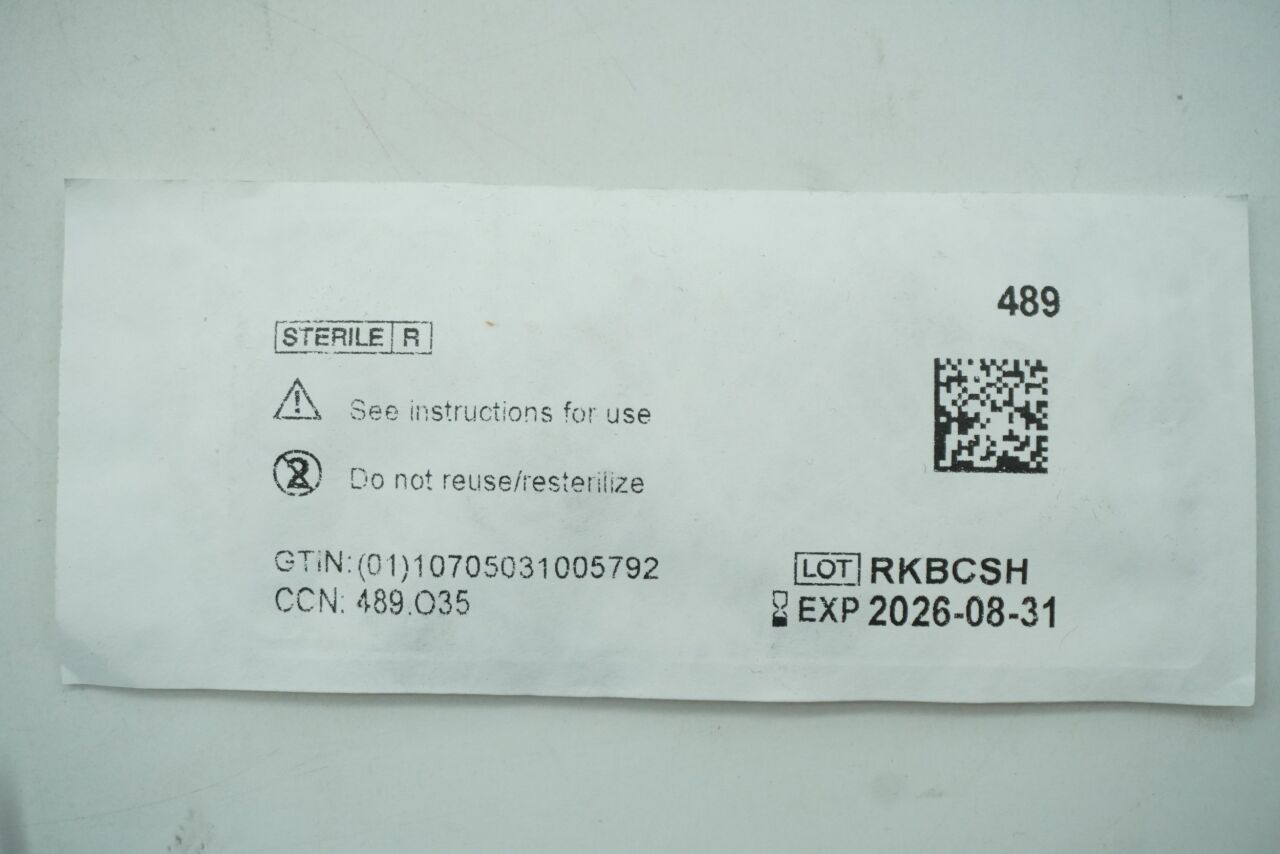 489
STERILE R
See instructions for use
2 Do not reuse/resterilize
GTIN:(01)10705031005792
CCN: 489.O35
LOT RKBCSH
EXP 2026-08-31